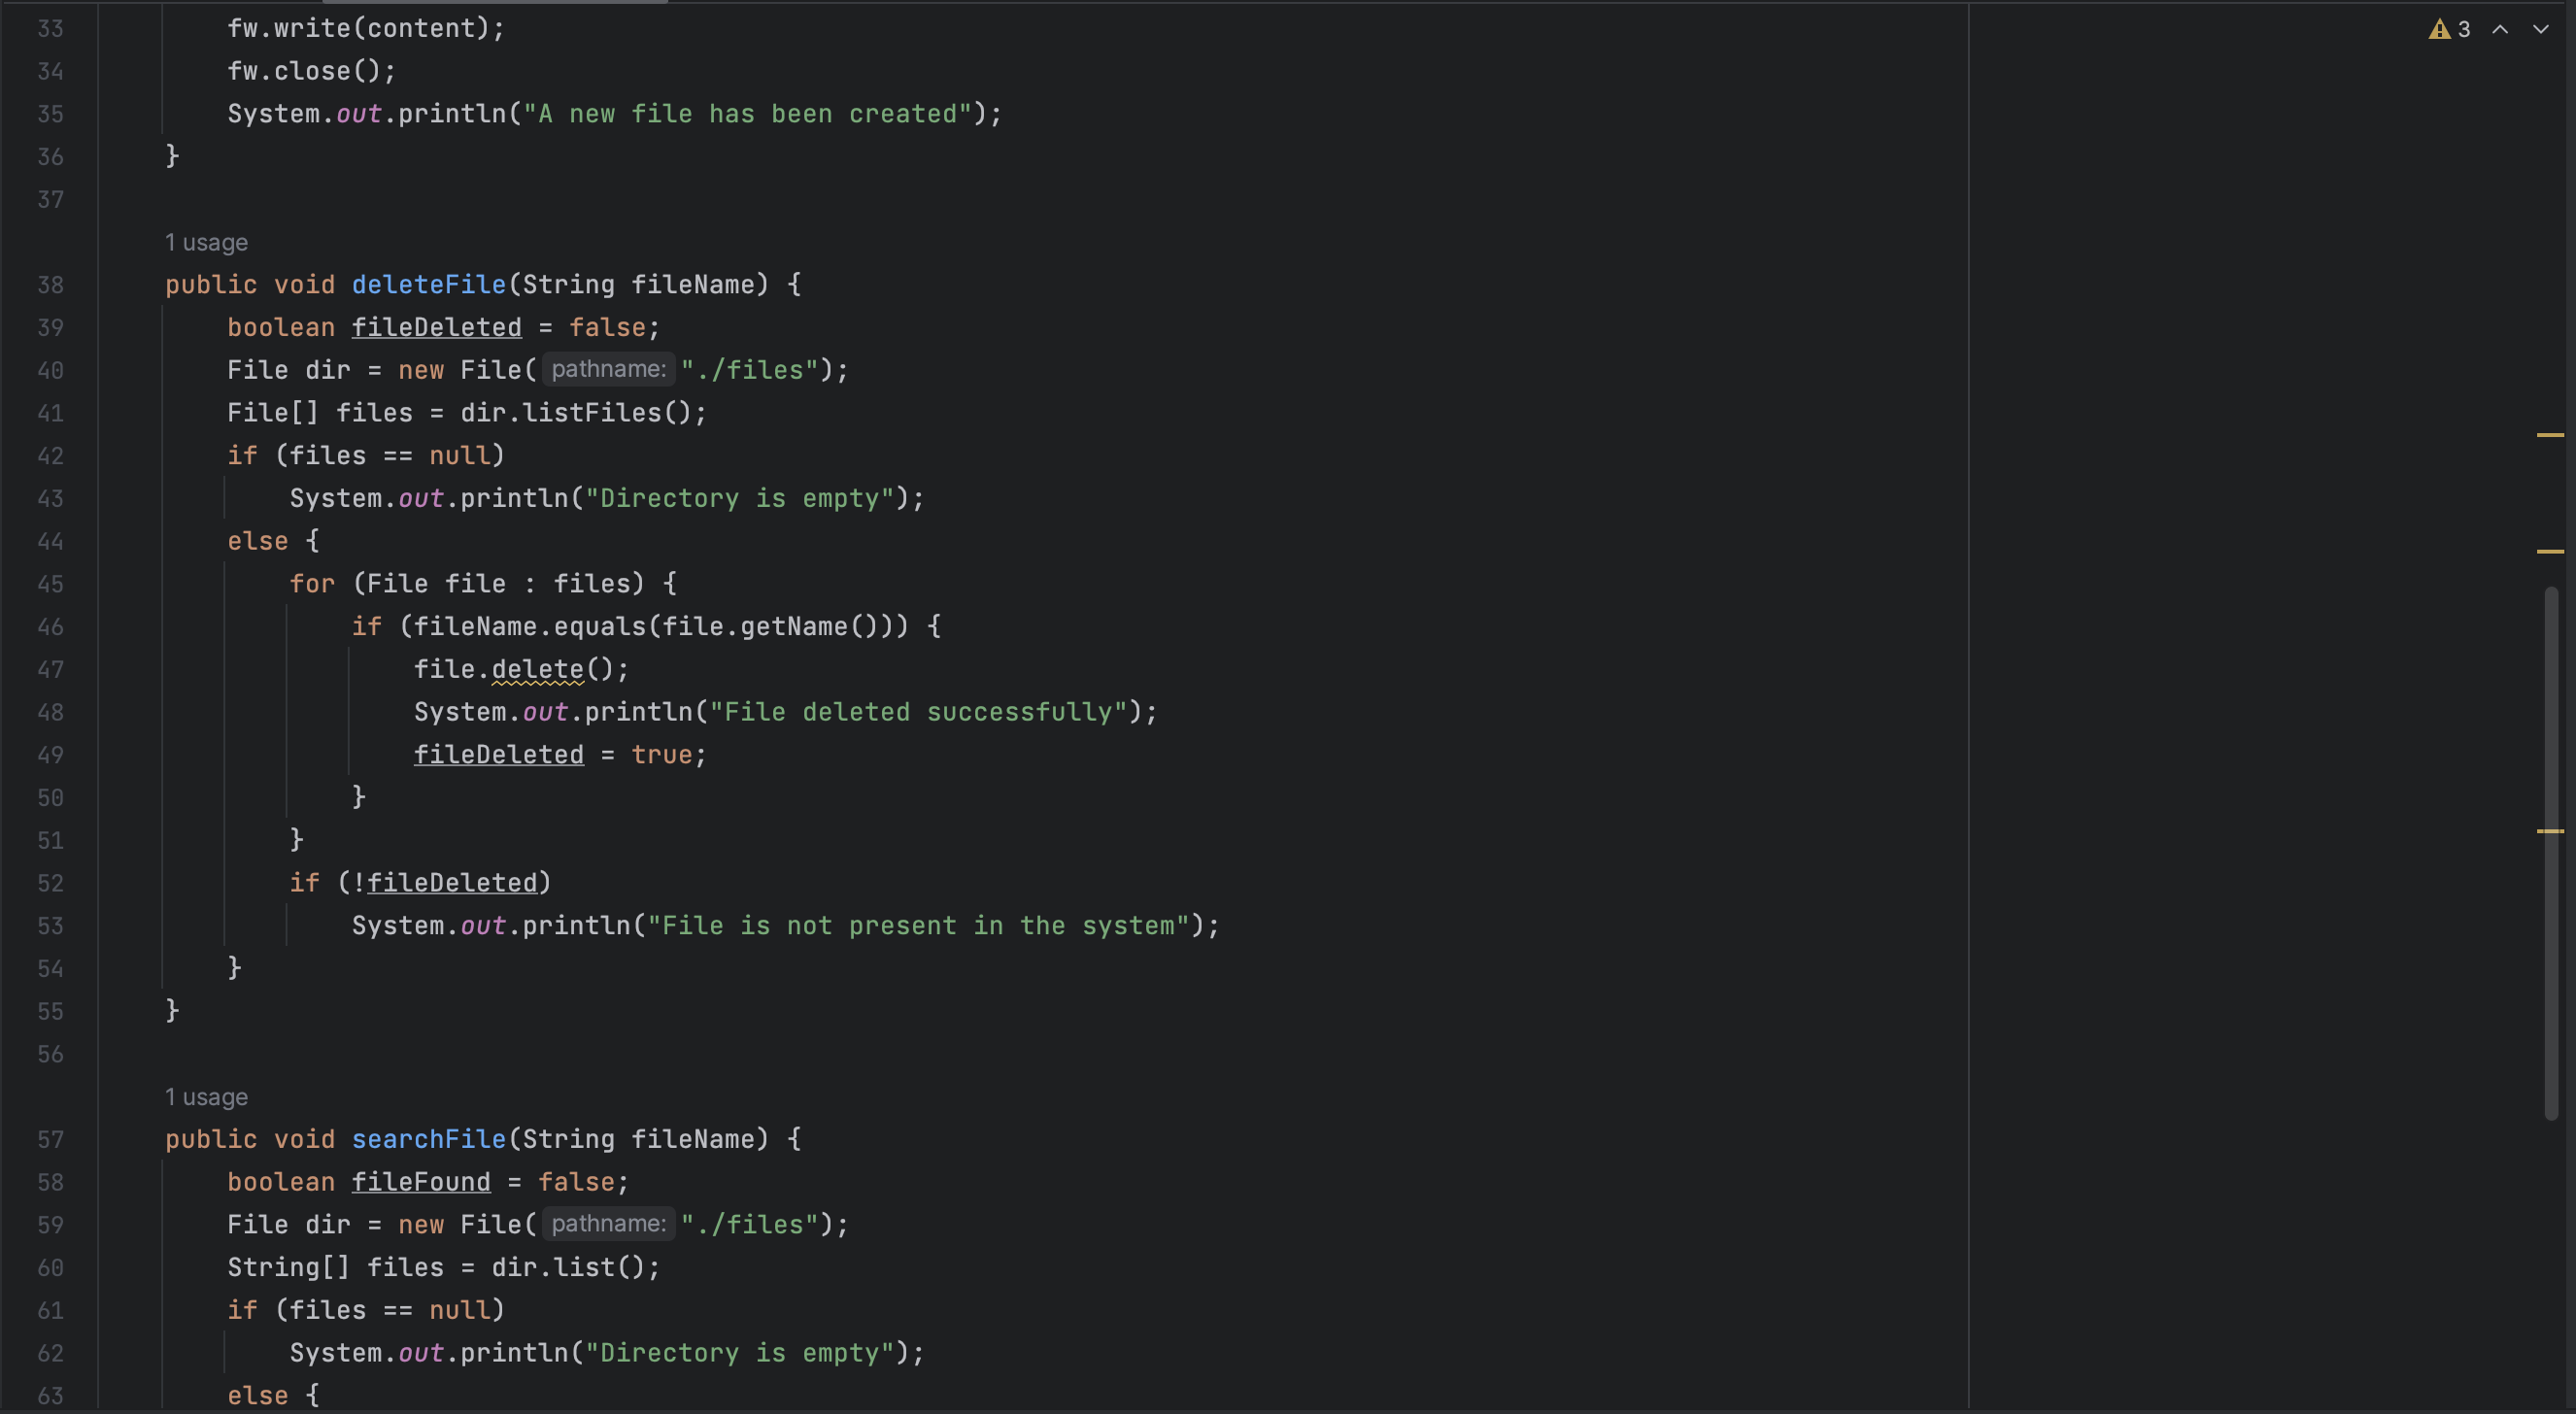 3
33 fw.write(content);
34 fw.close();
35 System.out.println("A new file has been created");
36 }
37
1 usage
38 public void deleteFile(String fileName) {
39 boolean fileDeleted = false;
40 File dir = new File( pathname: "./files");
41 File[] files = dir.listFiles();
42 if (files == null)
43 System.out.println("Directory is empty");
44 else {
45 for (File file : files) {
46 if (fileName.equals(file.getName())) {
47 file.delete();
48 System.out.println("File deleted successfully");
49 fileDeleted = true;
50 }
51 }
52 if (!fileDeleted)
53 System.out.println("File is not present in the system");
54 }
55 }
56
1 usage
57 public void searchFile(String fileName) {
58 boolean fileFound = false;
59 File dir = new File( pathname: "./files");
60 String[] files = dir.list();
61 if (files == null)
62 System.out.println("Directory is empty");
63 else {